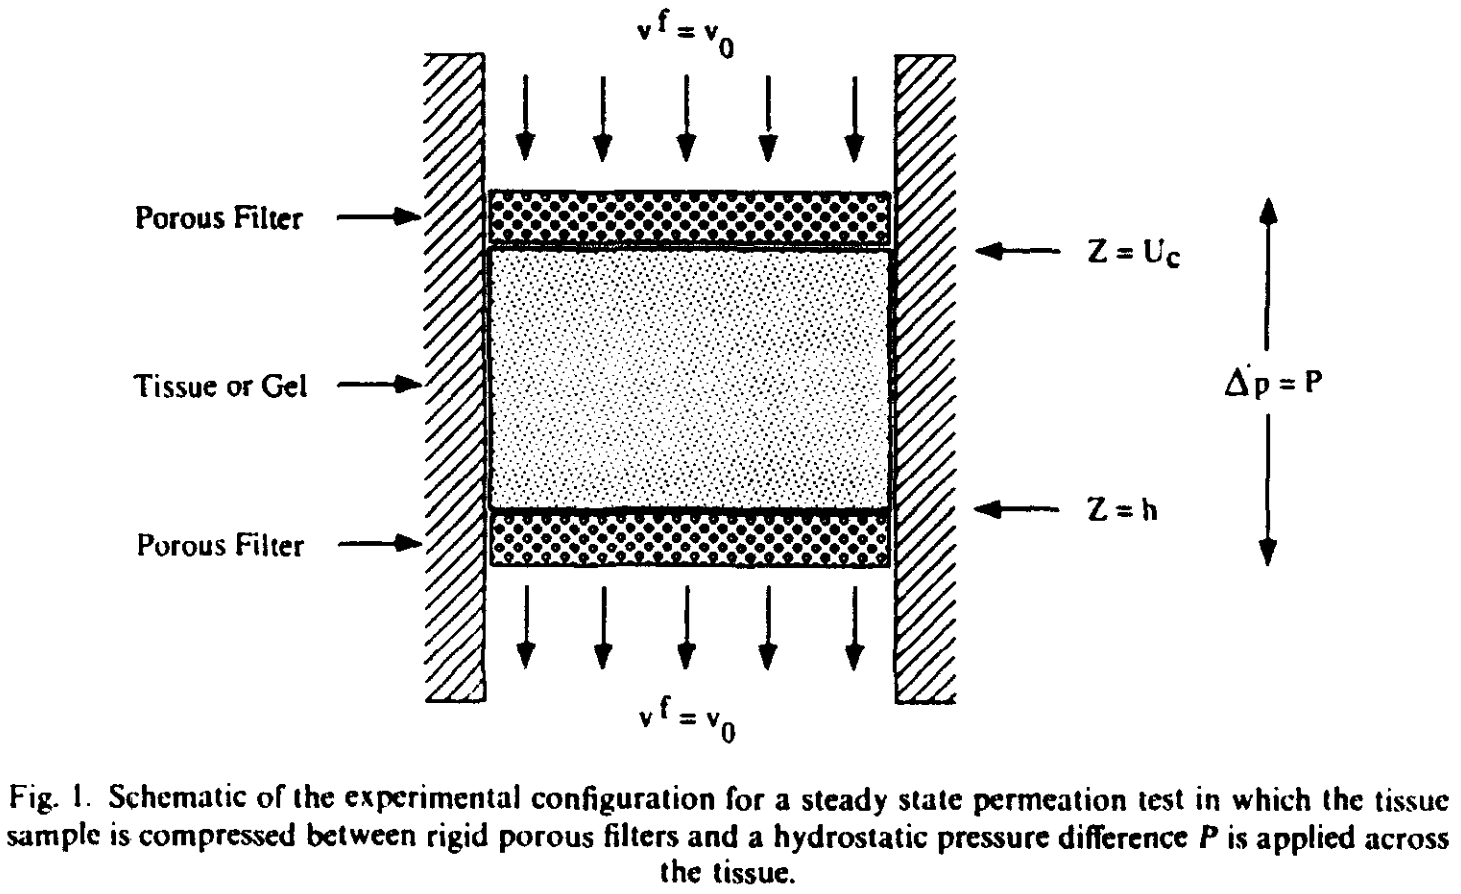 v^f = v_0
Porous Filter
Z = U_c
Tissue or Gel
Δp = P
Z = h
Porous Filter
v^f = v_0
Fig. 1. Schematic of the experimental configuration for a steady state permeation test in which the tissue
sample is compressed between rigid porous filters and a hydrostatic pressure difference P is applied across
the tissue.